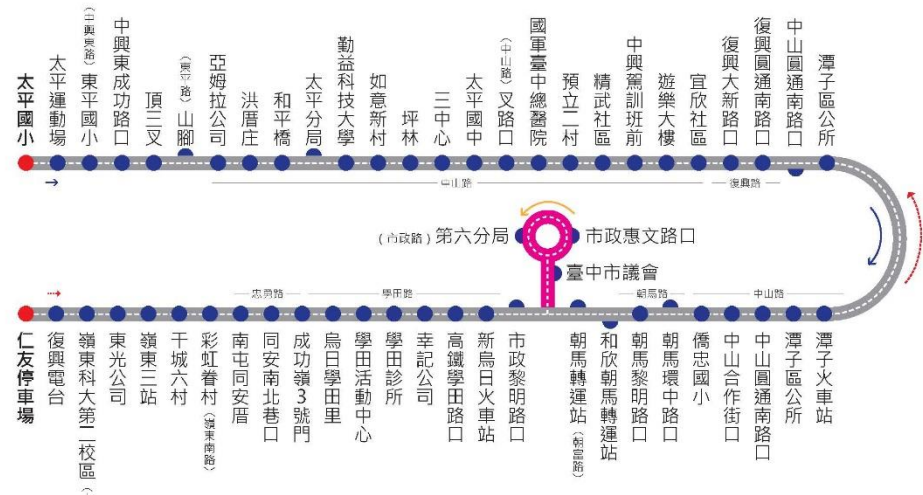 太平國小
太平運動場
東平國小(中興東路)
中興東成功路口
頂三叉
山腳(東平路)
亞姆拉公司
洪厝庄
和平橋
太平分局
勤益科技大學
如意新村
坪林
三中心
太平國中
叉路口(中山路)
國軍臺中總醫院
預立二村
精武社區
中興駕訓班前
遊樂大樓
宜欣社區
復興大新路口
復興圓通南路口
中山圓通南路口
潭子區公所
中山路
復興路
(市政路)第六分局
市政惠文路口
臺中市議會
忠勇路
學田路
朝馬路
中山路
仁友停車場
復興電台
嶺東科大第二校區(
東光公司
嶺東三站
干城六村
彩虹眷村(嶺東南路)
南屯同安厝
同安南北巷口
成功嶺3號門
烏日學田里
學田活動中心
學田診所
幸記公司
高鐵學田路口
新烏日火車站
市政黎明路口
朝馬轉運站(朝富路)
和欣朝馬轉運站
朝馬黎明路口
朝馬環中路口
僑忠國小
中山合作街口
中山圓通南路口
潭子區公所
潭子火車站